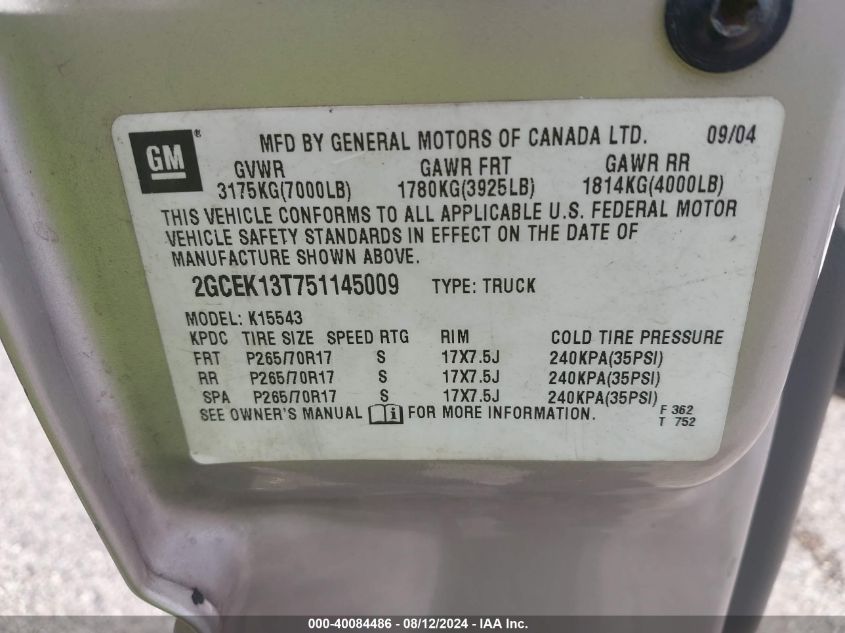 GM ® MFD BY GENERAL MOTORS OF CANADA LTD. 09/04
GVWR GAWR FRT GAWR RR
3175KG(7000LB) 1780KG(3925LB) 1814KG(4000LB)
THIS VEHICLE CONFORMS TO ALL APPLICABLE U.S. FEDERAL MOTOR
VEHICLE SAFETY STANDARDS IN EFFECT ON THE DATE OF
MANUFACTURE SHOWN ABOVE.
2GCEK13T751145009 TYPE: TRUCK
MODEL: K15543
KPDC TIRE SIZE SPEED RTG RIM COLD TIRE PRESSURE
FRT P265/70R17 S 17X7.5J 240KPA(35PSI)
RR P265/70R17 S 17X7.5J 240KPA(35PSI)
SPA P265/70R17 S 17X7.5J 240KPA(35PSI)
SEE OWNER'S MANUAL i FOR MORE INFORMATION.
F 362
T 752
000-40084486 - 08/12/2024 - IAA Inc.